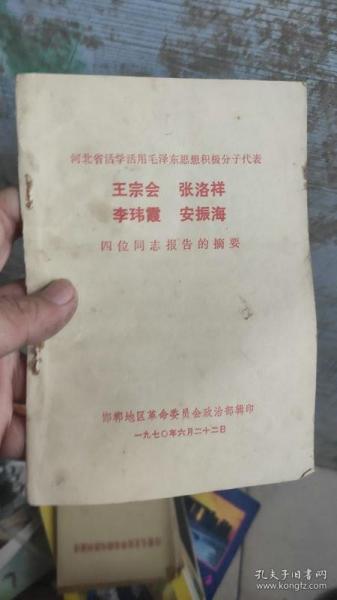 河北省活学活用毛泽东思想积极分子代表
王宗会 张洛祥
李玮霞 安振海
四位同志报告的摘要
邯郸地区革命委员会政治部翻印
一九七〇年六月二十二日
孔夫子旧书网